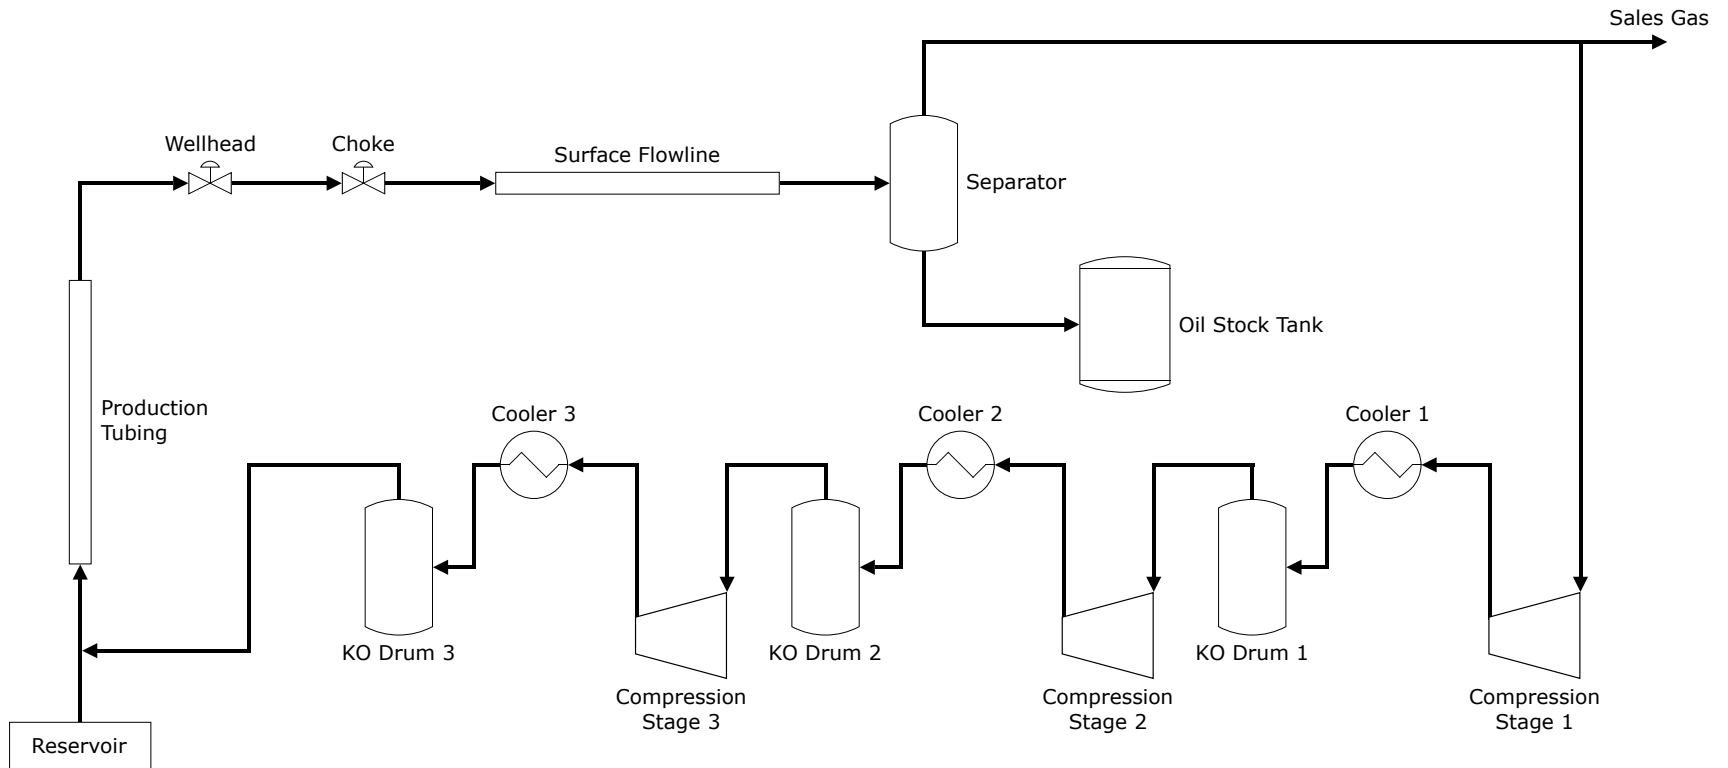 Sales Gas
Wellhead
Choke
Surface Flowline
Separator
Oil Stock Tank
Production
Tubing
Cooler 3
Cooler 2
Cooler 1
KO Drum 3
KO Drum 2
KO Drum 1
Compression
Stage 3
Compression
Stage 2
Compression
Stage 1
Reservoir